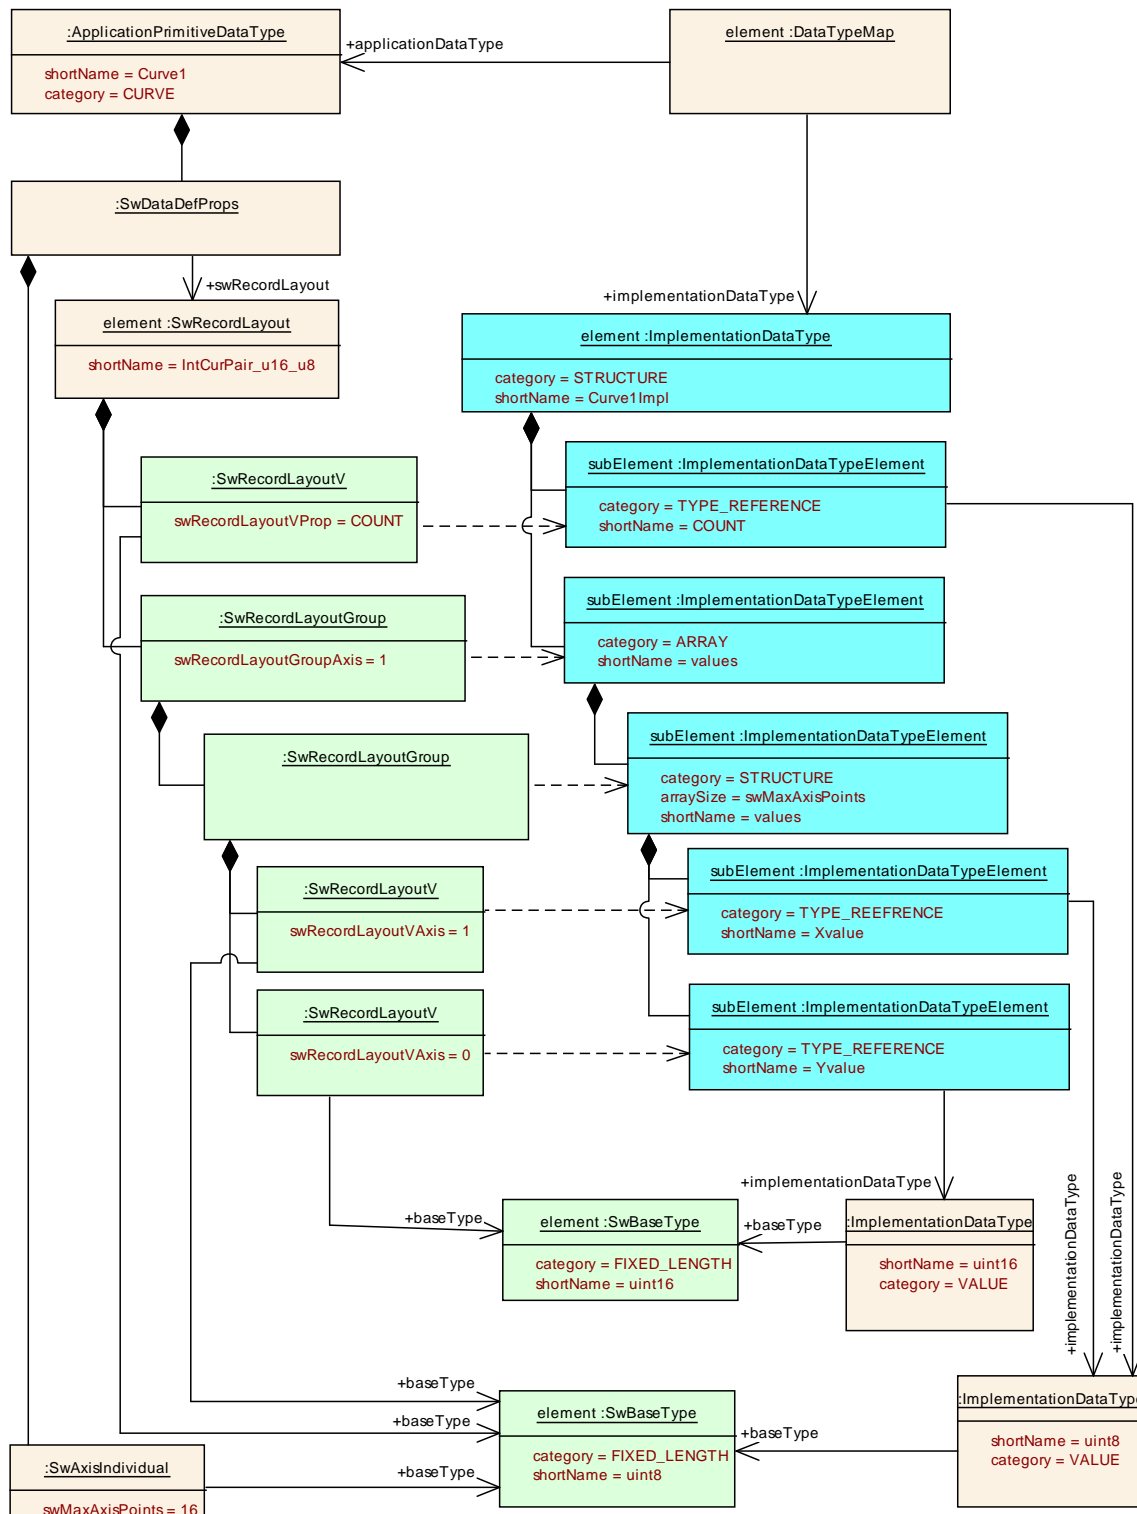 :ApplicationPrimitiveDataType
shortName = Curve1
category = CURVE
+applicationDataType
element :DataTypeMap
:SwDataDefProps
+swRecordLayout
element :SwRecordLayout
shortName = IntCurPair_u16_u8
+implementationDataType
element :ImplementationDataType
category = STRUCTURE
shortName = Curve1Impl
:SwRecordLayoutV
swRecordLayoutVProp = COUNT
subElement :ImplementationDataTypeElement
category = TYPE_REFERENCE
shortName = COUNT
:SwRecordLayoutGroup
swRecordLayoutGroupAxis = 1
subElement :ImplementationDataTypeElement
category = ARRAY
shortName = values
:SwRecordLayoutGroup
subElement :ImplementationDataTypeElement
category = STRUCTURE
arraySize = swMaxAxisPoints
shortName = values
:SwRecordLayoutV
swRecordLayoutVAxis = 1
subElement :ImplementationDataTypeElement
category = TYPE_REEFRENCE
shortName = Xvalue
:SwRecordLayoutV
swRecordLayoutVAxis = 0
subElement :ImplementationDataTypeElement
category = TYPE_REFERENCE
shortName = Yvalue
+implementationDataType
+baseType
element :SwBaseType
category = FIXED_LENGTH
shortName = uint16
+baseType
:ImplementationDataType
shortName = uint16
category = VALUE
+implementationDataType
+implementationDataType
+baseType
+baseType
+baseType
element :SwBaseType
category = FIXED_LENGTH
shortName = uint8
+baseType
:ImplementationDataType
shortName = uint8
category = VALUE
:SwAxisIndividual
swMaxAxisPoints = 16